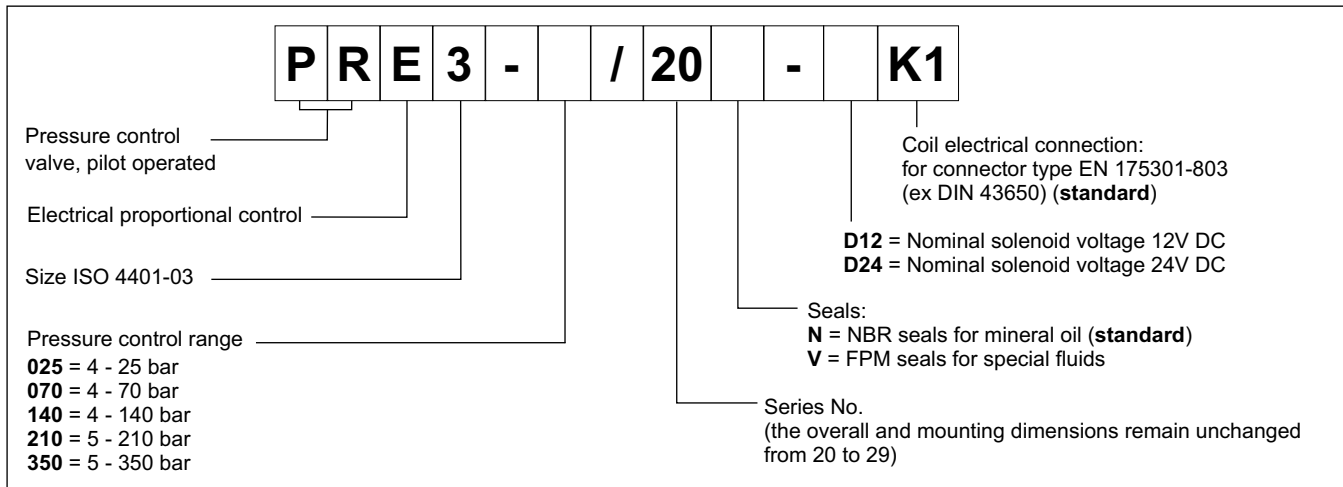 P R E 3 - / 20 - K1
Pressure control
valve, pilot operated
Electrical proportional control
Size ISO 4401-03
Pressure control range
025 = 4 - 25 bar
070 = 4 - 70 bar
140 = 4 - 140 bar
210 = 5 - 210 bar
350 = 5 - 350 bar
Coil electrical connection:
for connector type EN 175301-803
(ex DIN 43650) (standard)
D12 = Nominal solenoid voltage 12V DC
D24 = Nominal solenoid voltage 24V DC
Seals:
N = NBR seals for mineral oil (standard)
V = FPM seals for special fluids
Series No.
(the overall and mounting dimensions remain unchanged
from 20 to 29)